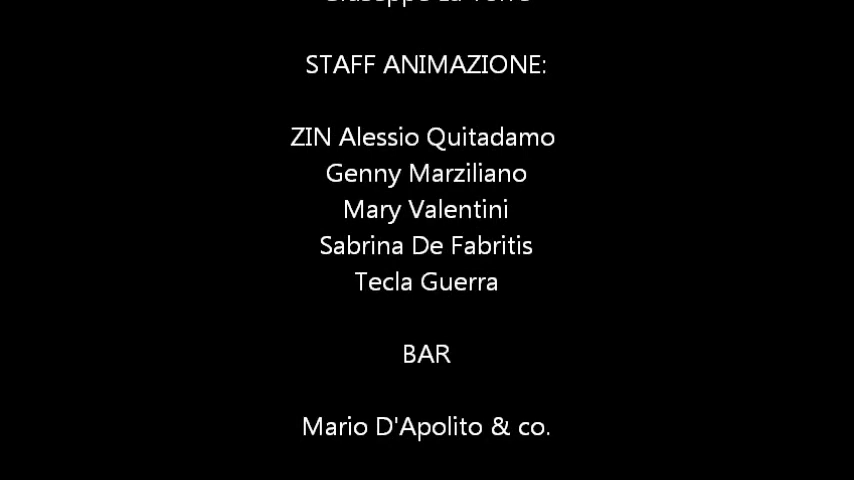 STAFF ANIMAZIONE:
ZIN Alessio Quitadamo
Genny Marziliano
Mary Valentini
Sabrina De Fabritis
Tecla Guerra
BAR
Mario D'Apolito & co.